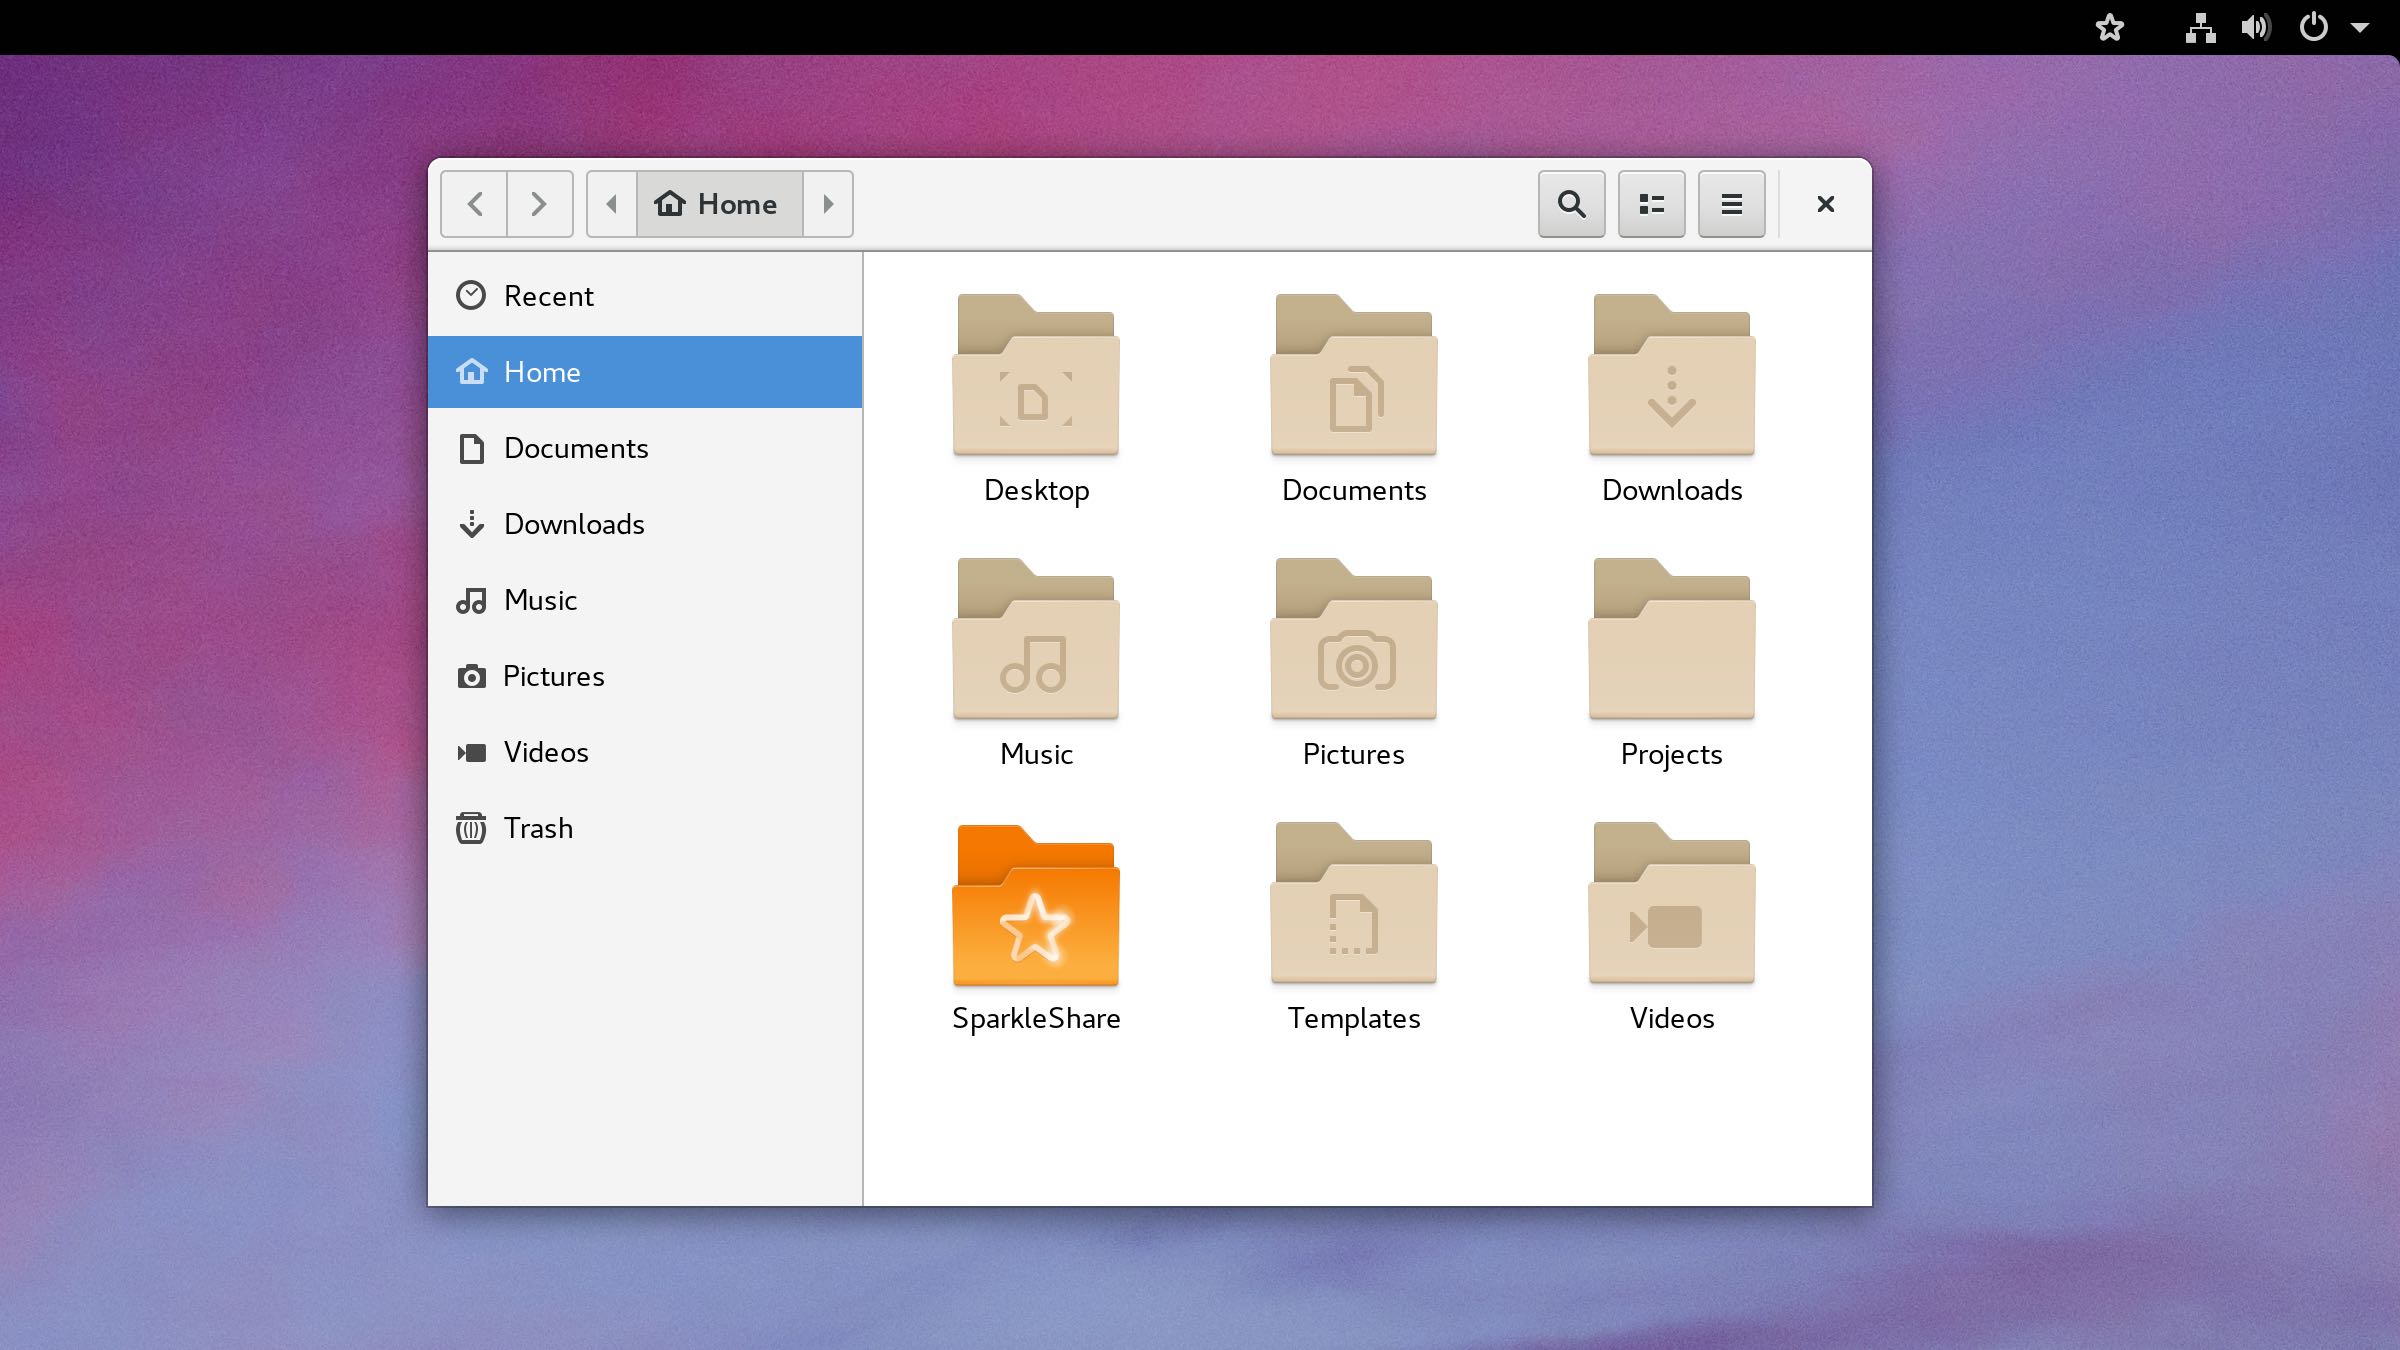 Home
Recent
Home
Documents
Downloads
Music
Pictures
Videos
Trash
Desktop Documents Downloads
Music Pictures Projects
SparkleShare Templates Videos